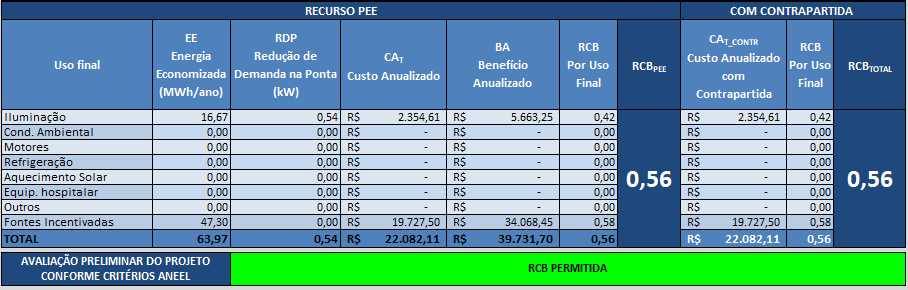 RECURSO PEE COM CONTRAPARTIDA
Uso final EE Energia Economizada (MWh/ano) RDP Redução de Demanda na Ponta (kW) CAT Custo Anualizado BA Benefício Anualizado RCB Por Uso Final RCBPEE CAT_CONTR Custo Anualizado com Contrapartida RCB Por Uso Final RCBTOTAL
Iluminação 16,67 0,54 R$ 2.354,61 R$ 5.663,25 0,42 R$ 2.354,61 0,42
Cond. Ambiental 0,00 0,00 R$ - R$ - 0,00 R$ - 0,00
Motores 0,00 0,00 R$ - R$ - 0,00 R$ - 0,00
Refrigeração 0,00 0,00 R$ - R$ - 0,00 R$ - 0,00
Aquecimento Solar 0,00 0,00 R$ - R$ - 0,00 0,56 R$ - 0,00 0,56
Equip. hospitalar 0,00 0,00 R$ - R$ - 0,00 R$ - 0,00
Outros 0,00 0,00 R$ - R$ - 0,00 R$ - 0,00
Fontes Incentivadas 47,30 0,00 R$ 19.727,50 R$ 34.068,45 0,58 R$ 19.727,50 0,58
TOTAL 63,97 0,54 R$ 22.082,11 R$ 39.731,70 0,56 R$ 22.082,11 0,56
AVALIAÇÃO PRELIMINAR DO PROJETO
CONFORME CRITÉRIOS ANEEL
RCB PERMITIDA